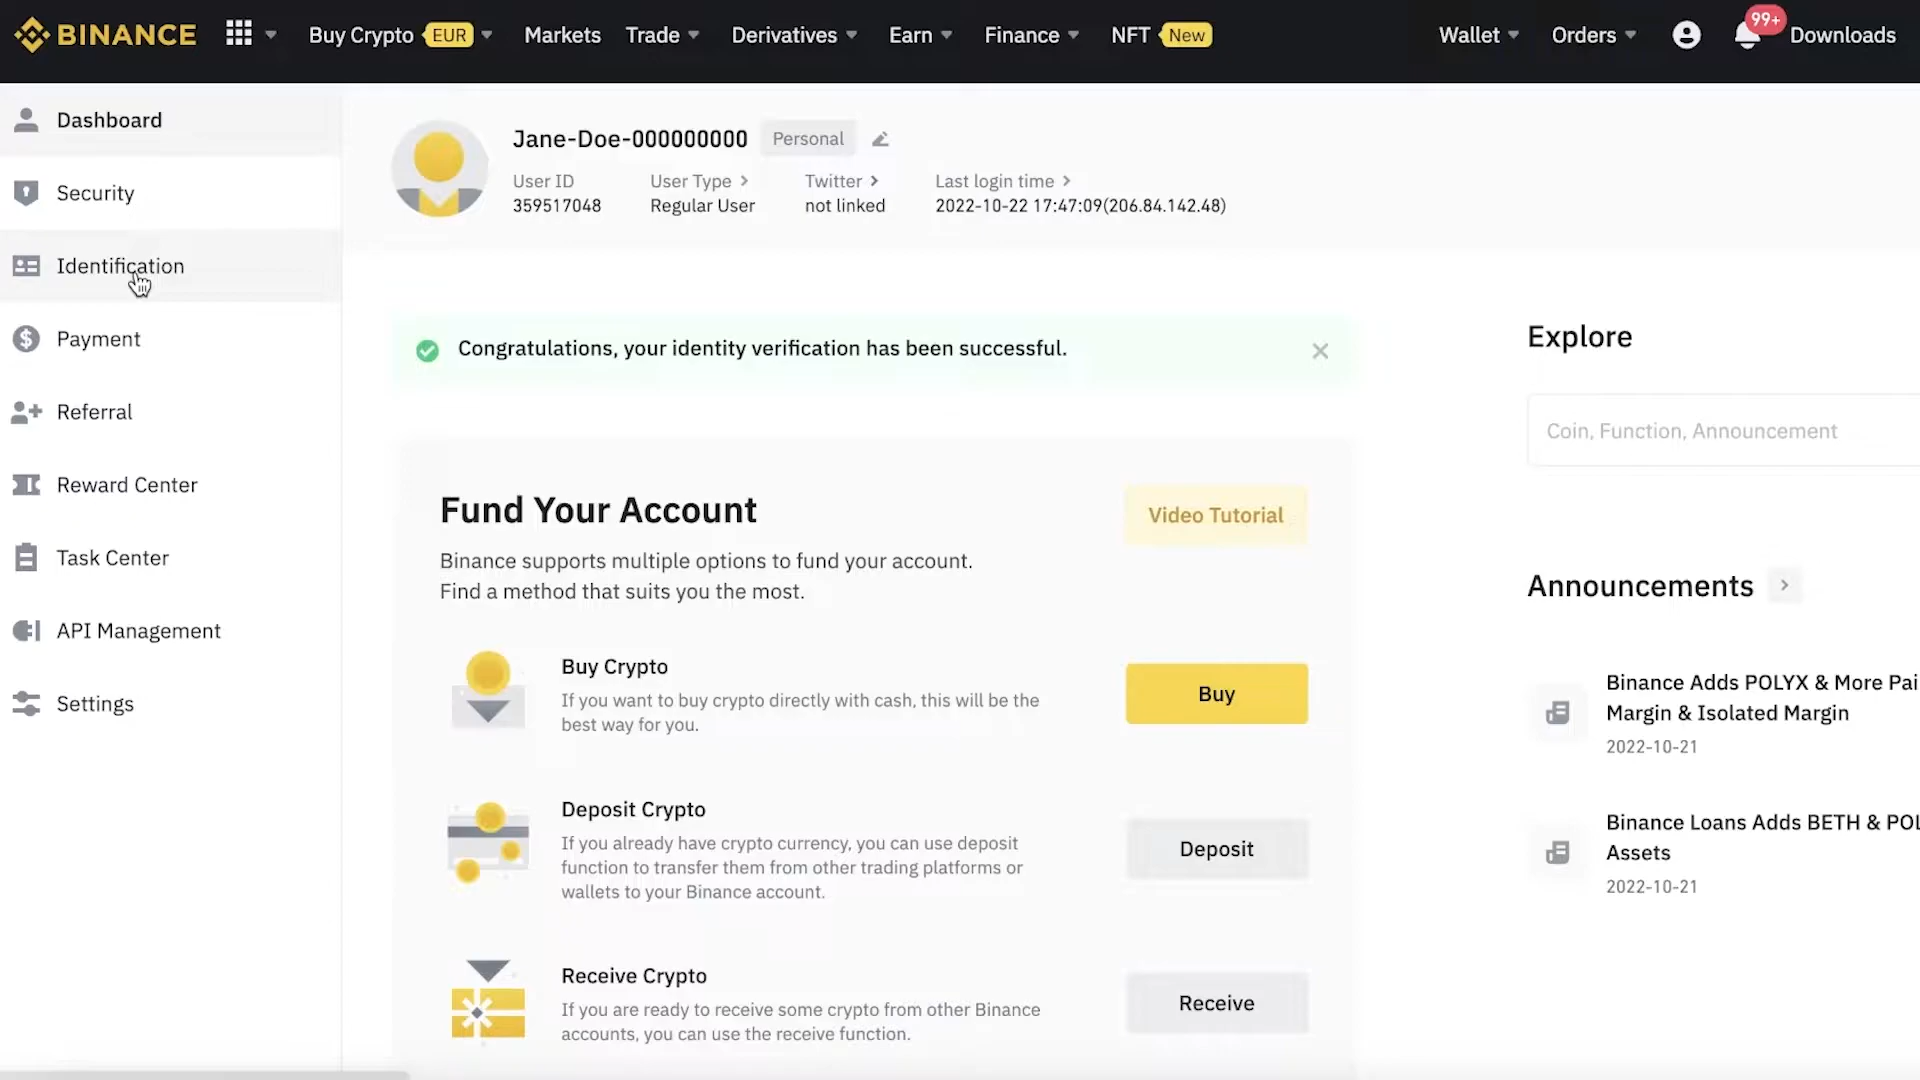 BINANCE
Buy Crypto EUR
Markets
Trade
Derivatives
Earn
Finance
NFT New
Wallet
Orders
99+
Downloads
Dashboard
Security
Identification
Payment
Referral
Reward Center
Task Center
API Management
Settings
Jane-Doe-000000000 Personal
User ID
359517048
User Type
Regular User
Twitter
not linked
Last login time
2022-10-22 17:47:09(206.84.142.48)
Congratulations, your identity verification has been successful.
Fund Your Account
Video Tutorial
Binance supports multiple options to fund your account.
Find a method that suits you the most.
Buy Crypto
If you want to buy crypto directly with cash, this will be the
best way for you.
Buy
Deposit Crypto
If you already have crypto currency, you can use deposit
function to transfer them from other trading platforms or
wallets to your Binance account.
Deposit
Receive Crypto
If you are ready to receive some crypto from other Binance
accounts, you can use the receive function.
Receive
Explore
Coin, Function, Announcement
Announcements
Binance Adds POLYX & More Pai
Margin & Isolated Margin
2022-10-21
Binance Loans Adds BETH & POL
Assets
2022-10-21